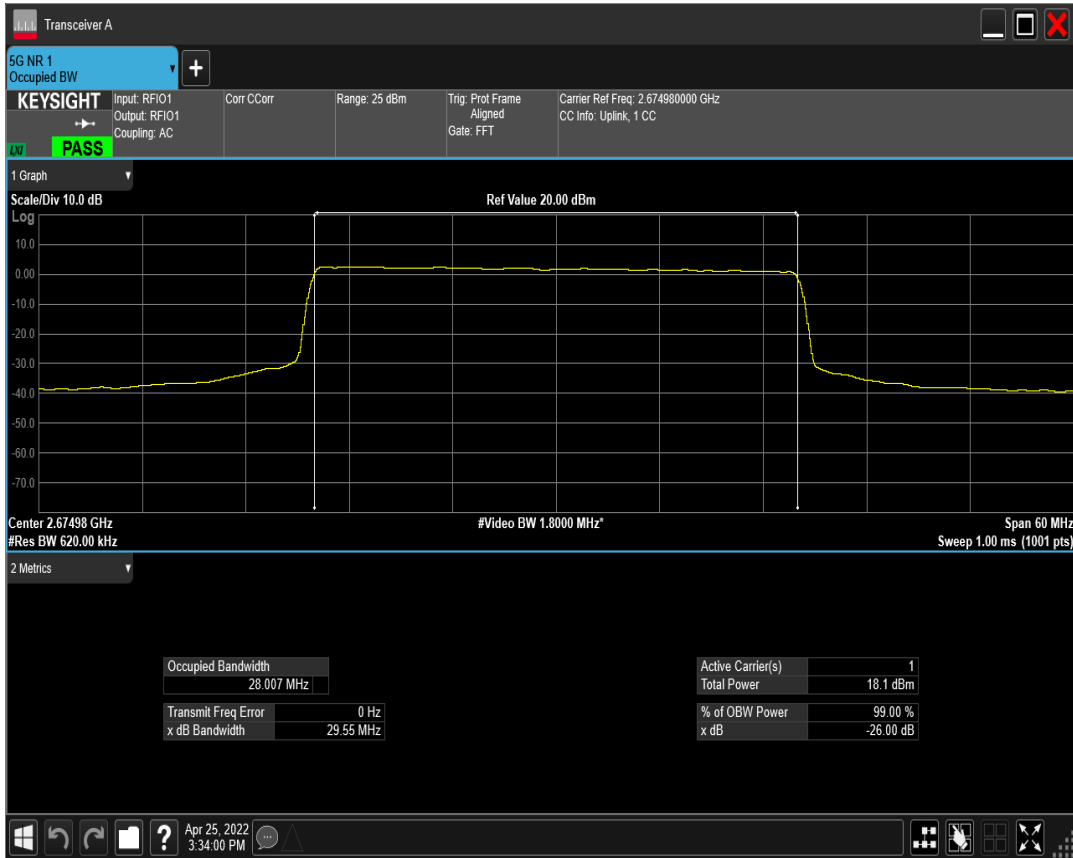 Transceiver A
5G NR 1
Occupied BW
+
KEYSIGHT
LXI
PASS
Input: RFIO1
Output: RFIO1
Coupling: AC
Corr CCorr
Range: 25 dBm
Trig: Prot Frame
Aligned
Gate: FFT
Carrier Ref Freq: 2.674980000 GHz
CC Info: Uplink, 1 CC
1 Graph
Scale/Div 10.0 dB
Ref Value 20.00 dBm
Log
10.0
0.00
-10.0
-20.0
-30.0
-40.0
-50.0
-60.0
-70.0
Center 2.67498 GHz
#Video BW 1.8000 MHz*
Span 60 MHz
#Res BW 620.00 kHz
Sweep 1.00 ms (1001 pts)
2 Metrics
Occupied Bandwidth
28.007 MHz
Transmit Freq Error 0 Hz
x dB Bandwidth 29.55 MHz
Active Carrier(s) 1
Total Power 18.1 dBm
% of OBW Power 99.00 %
x dB -26.00 dB
?
Apr 25, 2022
3:34:00 PM